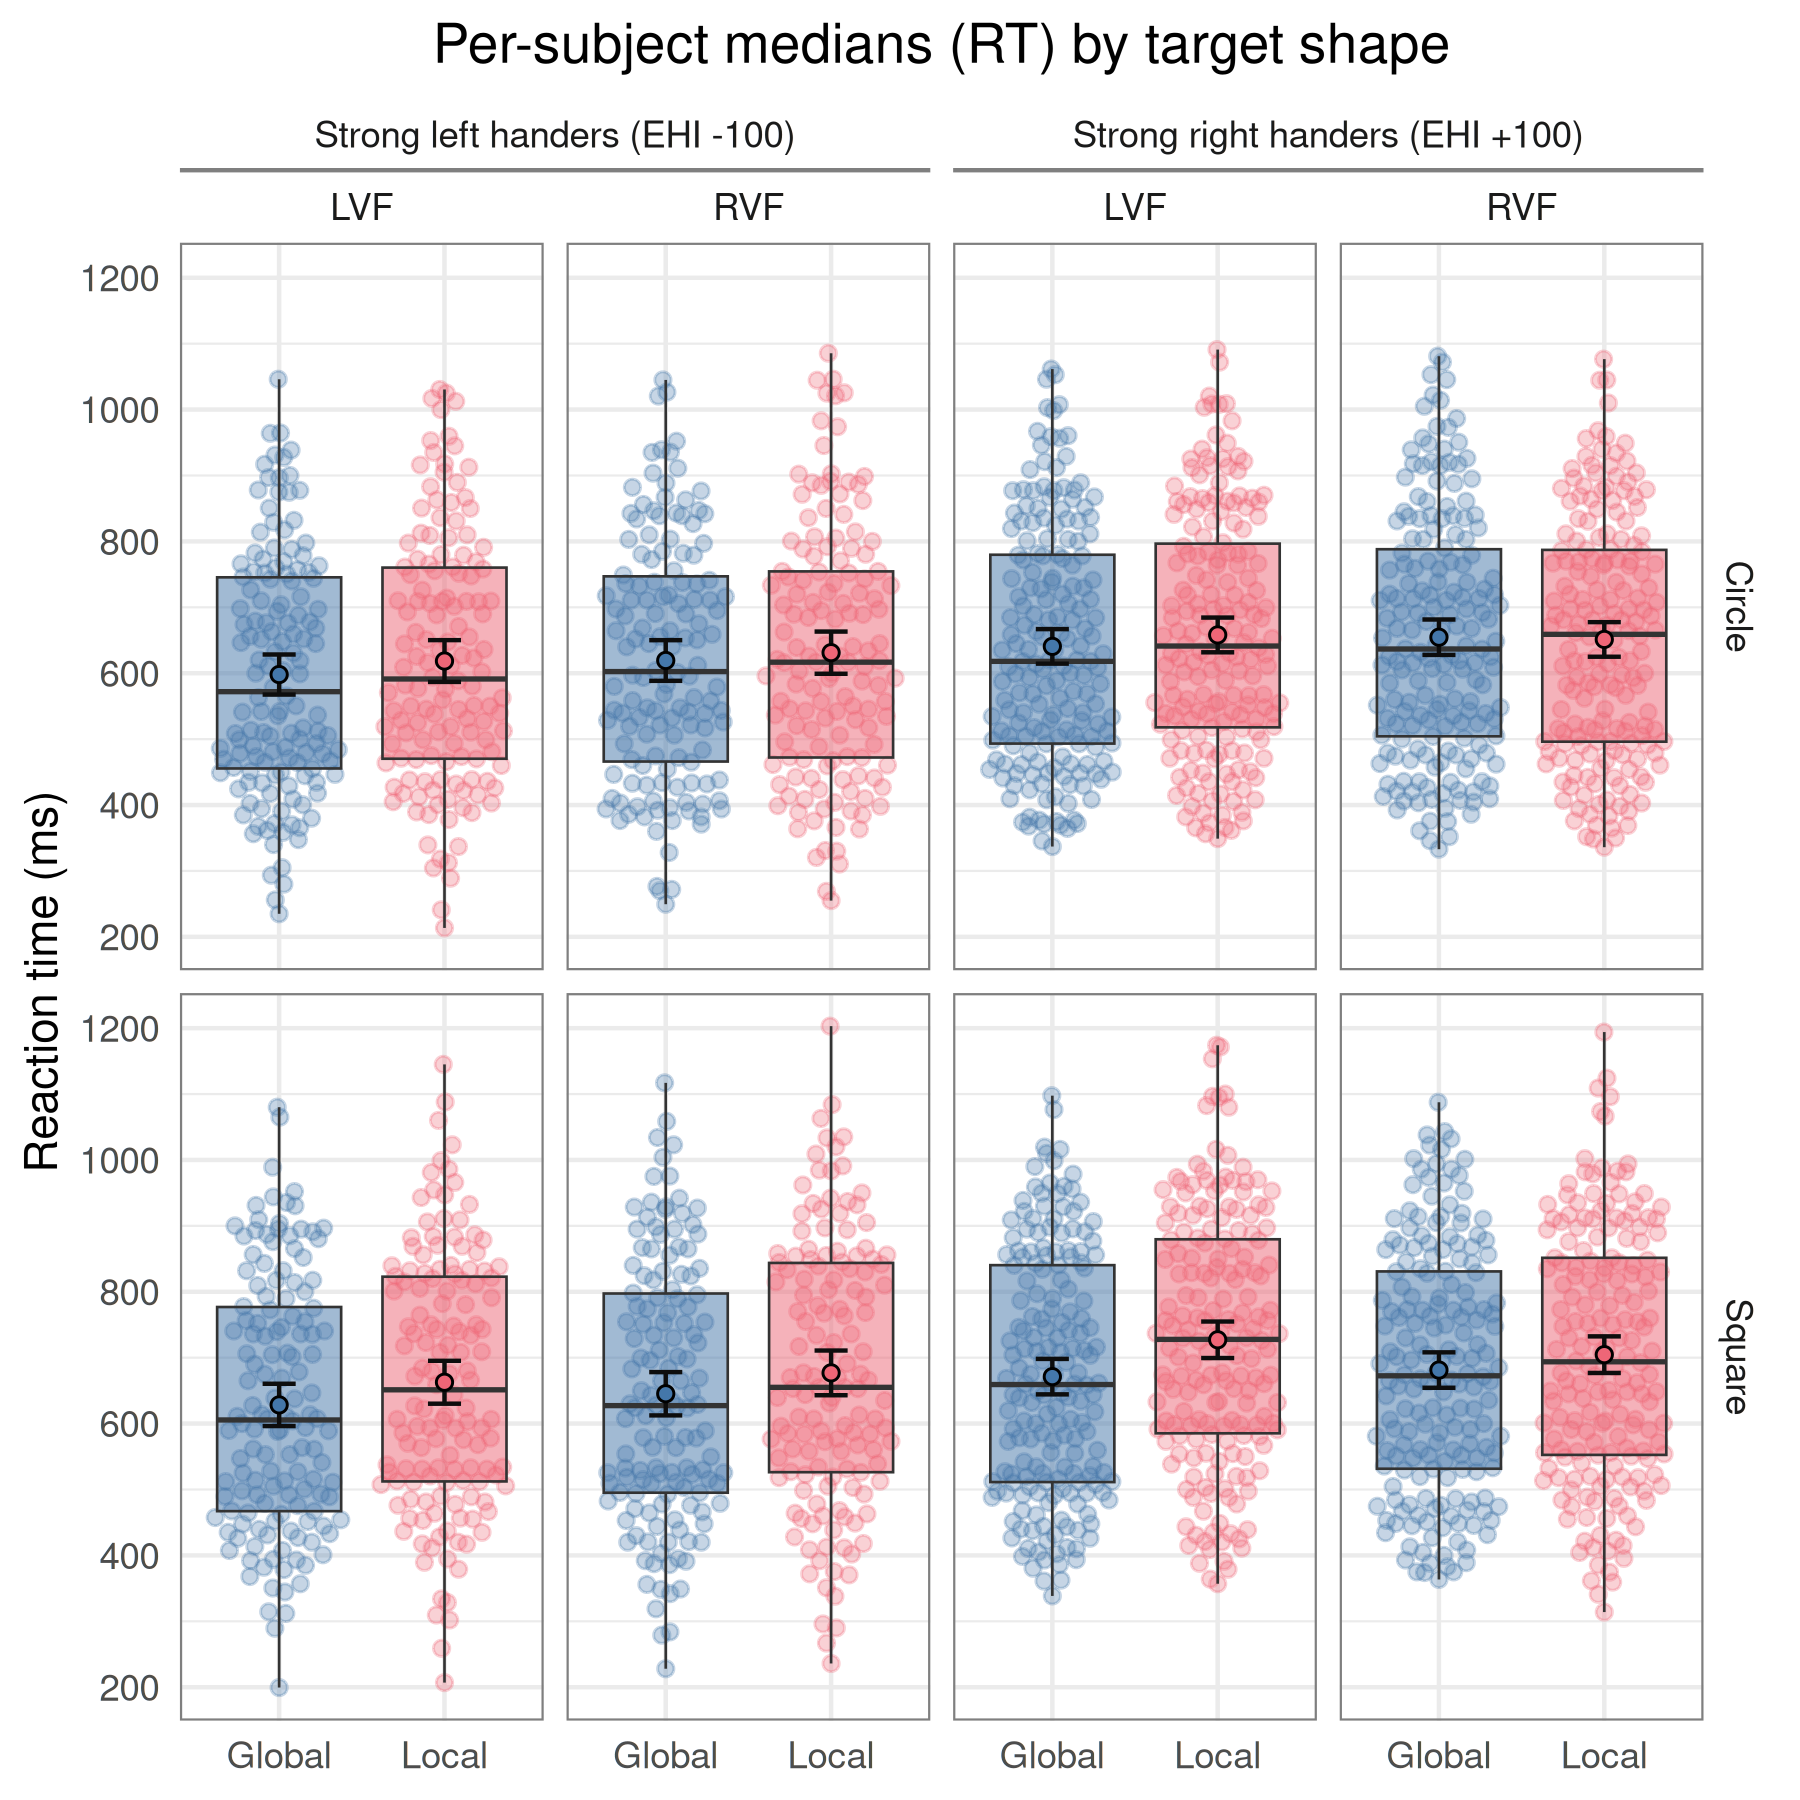 Per-subject medians (RT) by target shape
Strong left handers (EHI -100)
Strong right handers (EHI +100)
LVF
RVF
LVF
RVF
Reaction time (ms)
1200
1000
800
600
400
200
Circle
1200
1000
800
600
400
200
Square
Global
Local
Global
Local
Global
Local
Global
Local